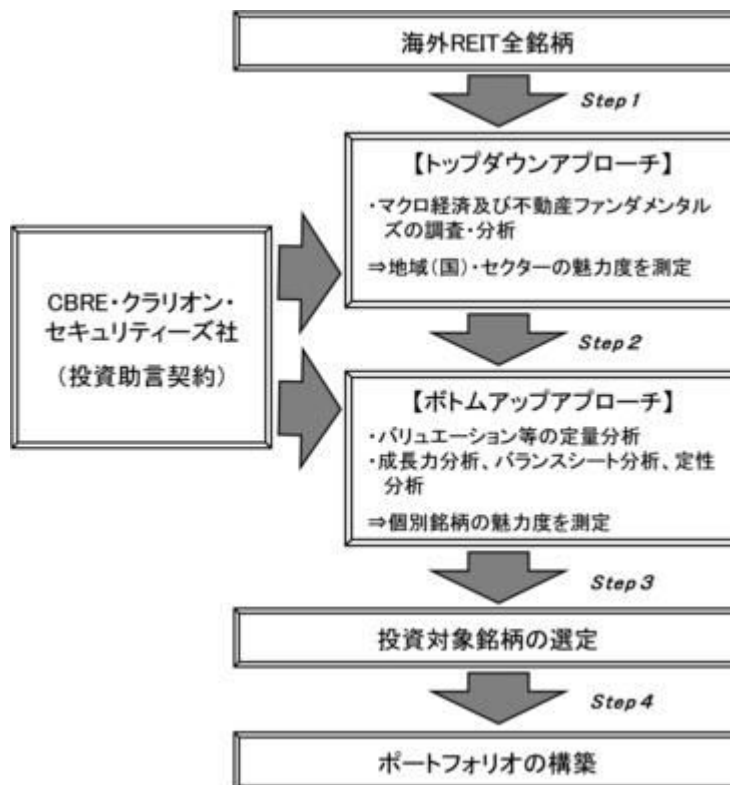 海外REIT全銘柄
Step1
【トップダウンアプローチ】
・マクロ経済及び不動産ファンダメンタル
ズの調査・分析
⇒地域(国)・セクターの魅力度を測定
CBRE・クラリオン・
セキュリティーズ社
(投資助言契約)
Step2
【ボトムアップアプローチ】
・バリュエーション等の定量分析
・成長力分析、バランスシート分析、定性
分析
⇒個別銘柄の魅力度を測定
Step3
投資対象銘柄の選定
Step4
ポートフォリオの構築